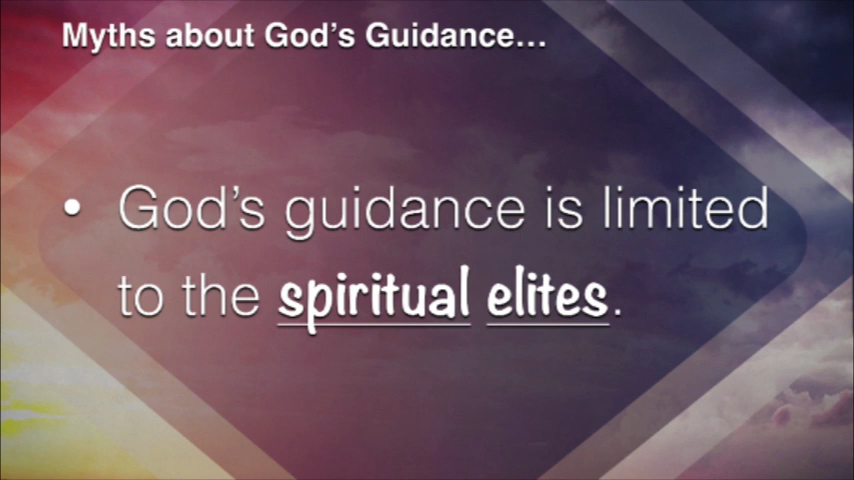 Myths about God's Guidance…
• God's guidance is limited
to the spiritual elites.